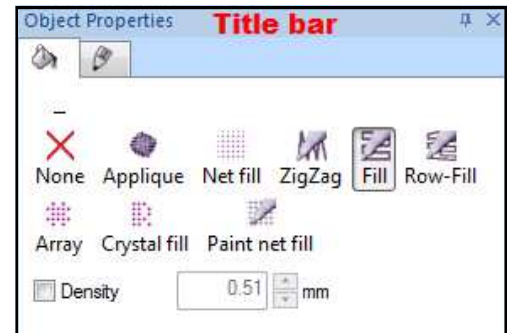 Object Properties Title bar
None Applique Net fill ZigZag Fill Row-Fill
Array Crystal fill Paint net fill
Density 0.51 mm